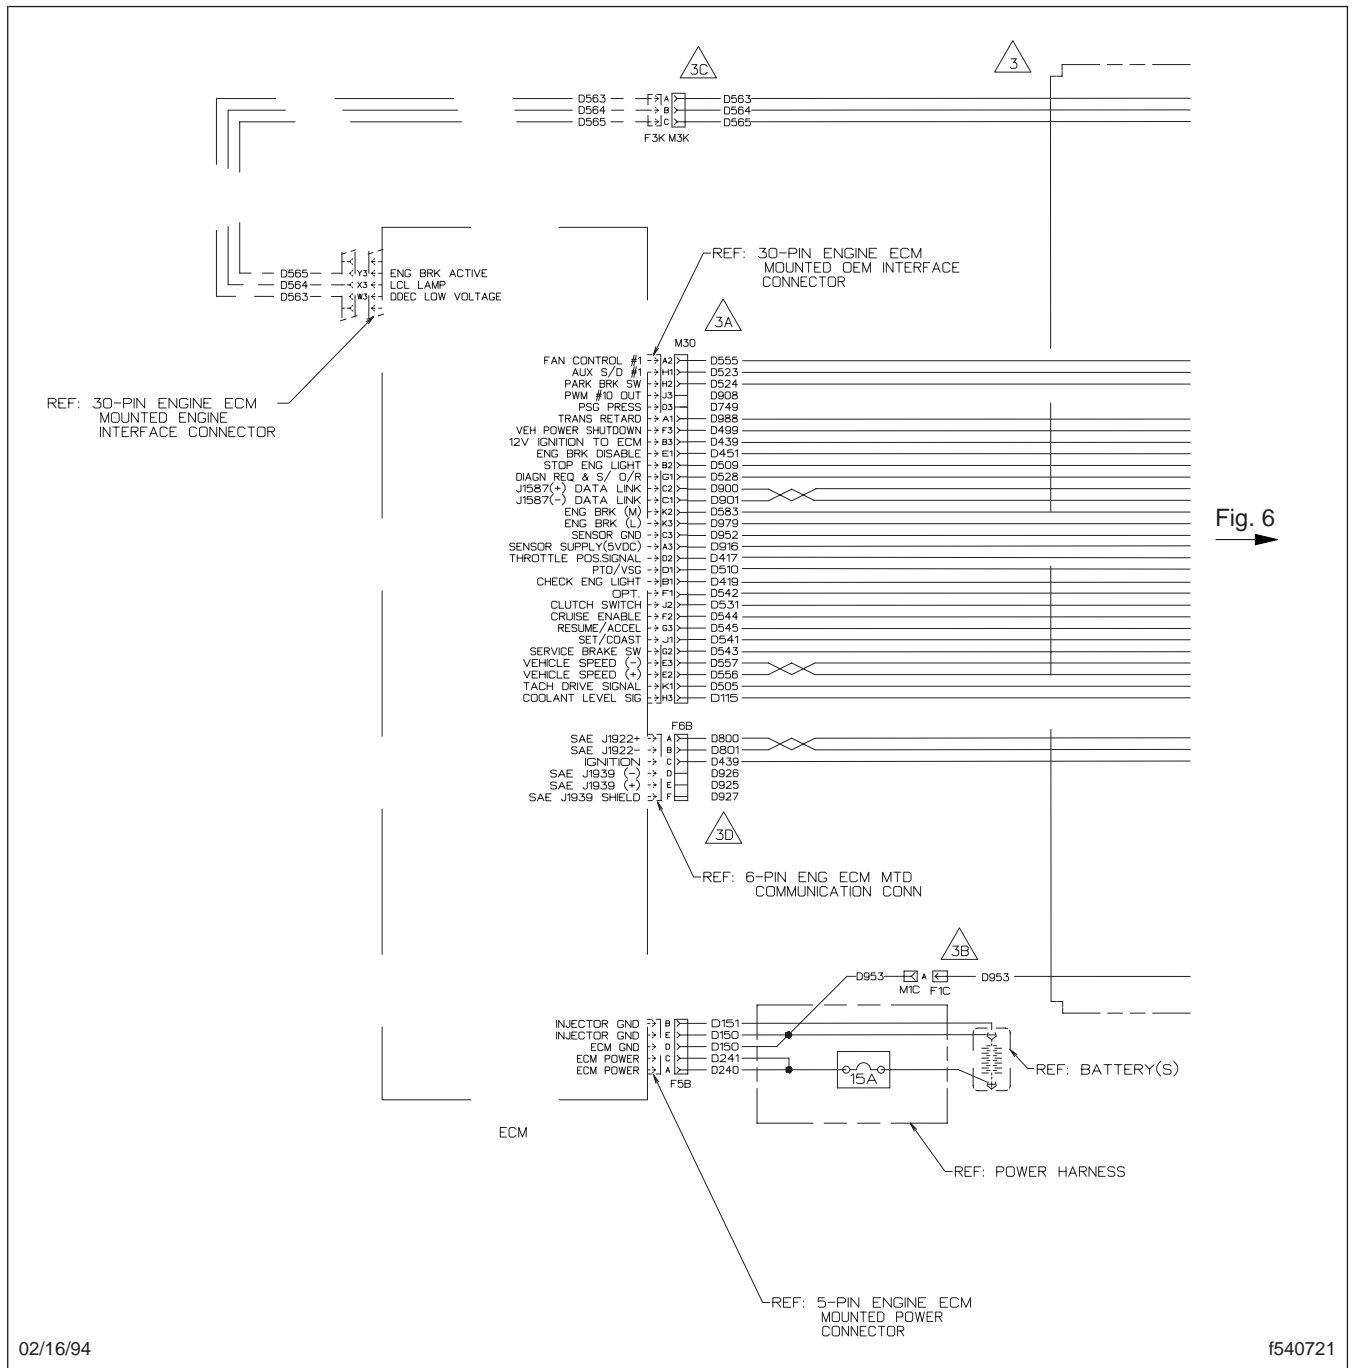 3C
3
D563 A D563
D564 B D564
D565 C D565
F3K M3K
D565 Y3 ENG BRK ACTIVE
D564 X3 LCL LAMP
D563 W3 DDEC LOW VOLTAGE
REF: 30-PIN ENGINE ECM
MOUNTED OEM INTERFACE
CONNECTOR
3A
M30
REF: 30-PIN ENGINE ECM
MOUNTED ENGINE
INTERFACE CONNECTOR
FAN CONTROL #1 A2 D555
AUX S/D #1 H1 D523
PARK BRK SW H2 D524
PWM #10 OUT J3 D908
PSG PRESS D3 D749
TRANS RETARD A1 D988
VEH POWER SHUTDOWN F3 D499
12V IGNITION TO ECM B3 D439
ENG BRK DISABLE E1 D451
STOP ENG LIGHT B2 D509
DIAGN REQ & S/ O/R G1 D528
J1587(+) DATA LINK C2 D900
J1587(-) DATA LINK C1 D901
ENG BRK (M) K2 D583
ENG BRK (L) K3 D979
SENSOR GND C3 D952
SENSOR SUPPLY(5VDC) A3 D916
THROTTLE POS.SIGNAL D2 D417
PTO/VSG D1 D510
CHECK ENG LIGHT B1 D419
OPT. F1 D542
CLUTCH SWITCH J2 D531
CRUISE ENABLE F2 D544
RESUME/ACCEL G3 D545
SET/COAST J1 D541
SERVICE BRAKE SW G2 D543
VEHICLE SPEED (-) E3 D557
VEHICLE SPEED (+) E2 D556
TACH DRIVE SIGNAL K1 D505
COOLANT LEVEL SIG H3 D115
Fig. 6
F6B
SAE J1922+ A D800
SAE J1922- B D801
IGNITION C D439
SAE J1939 (-) D D926
SAE J1939 (+) E D925
SAE J1939 SHIELD F D927
3D
REF: 6-PIN ENG ECM MTD
COMMUNICATION CONN
3B
D953 A D953
M1C F1C
INJECTOR GND B D151
INJECTOR GND E D150
ECM GND D D150
ECM POWER C D241
ECM POWER A D240
F5B
15A
REF: BATTERY(S)
ECM
REF: POWER HARNESS
REF: 5-PIN ENGINE ECM
MOUNTED POWER
CONNECTOR
02/16/94
f540721